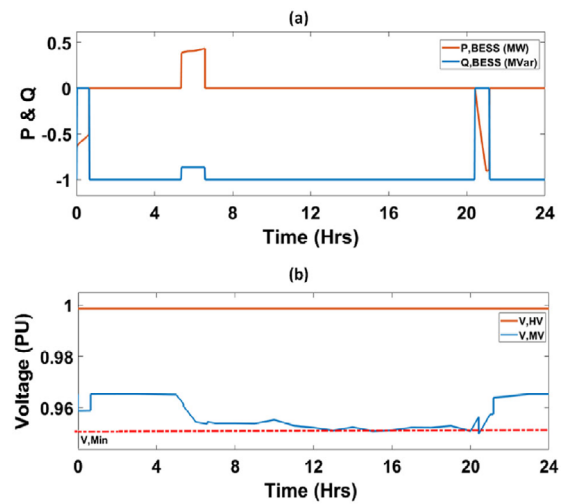 (a)
P & Q
0.5
0
-0.5
-1
P,BESS (MW)
Q,BESS (MVar)
0 4 8 12 16 20 24
Time (Hrs)
(b)
Voltage (PU)
1
0.98
0.96
V,HV
V,MV
V,Min
0 4 8 12 16 20 24
Time (Hrs)